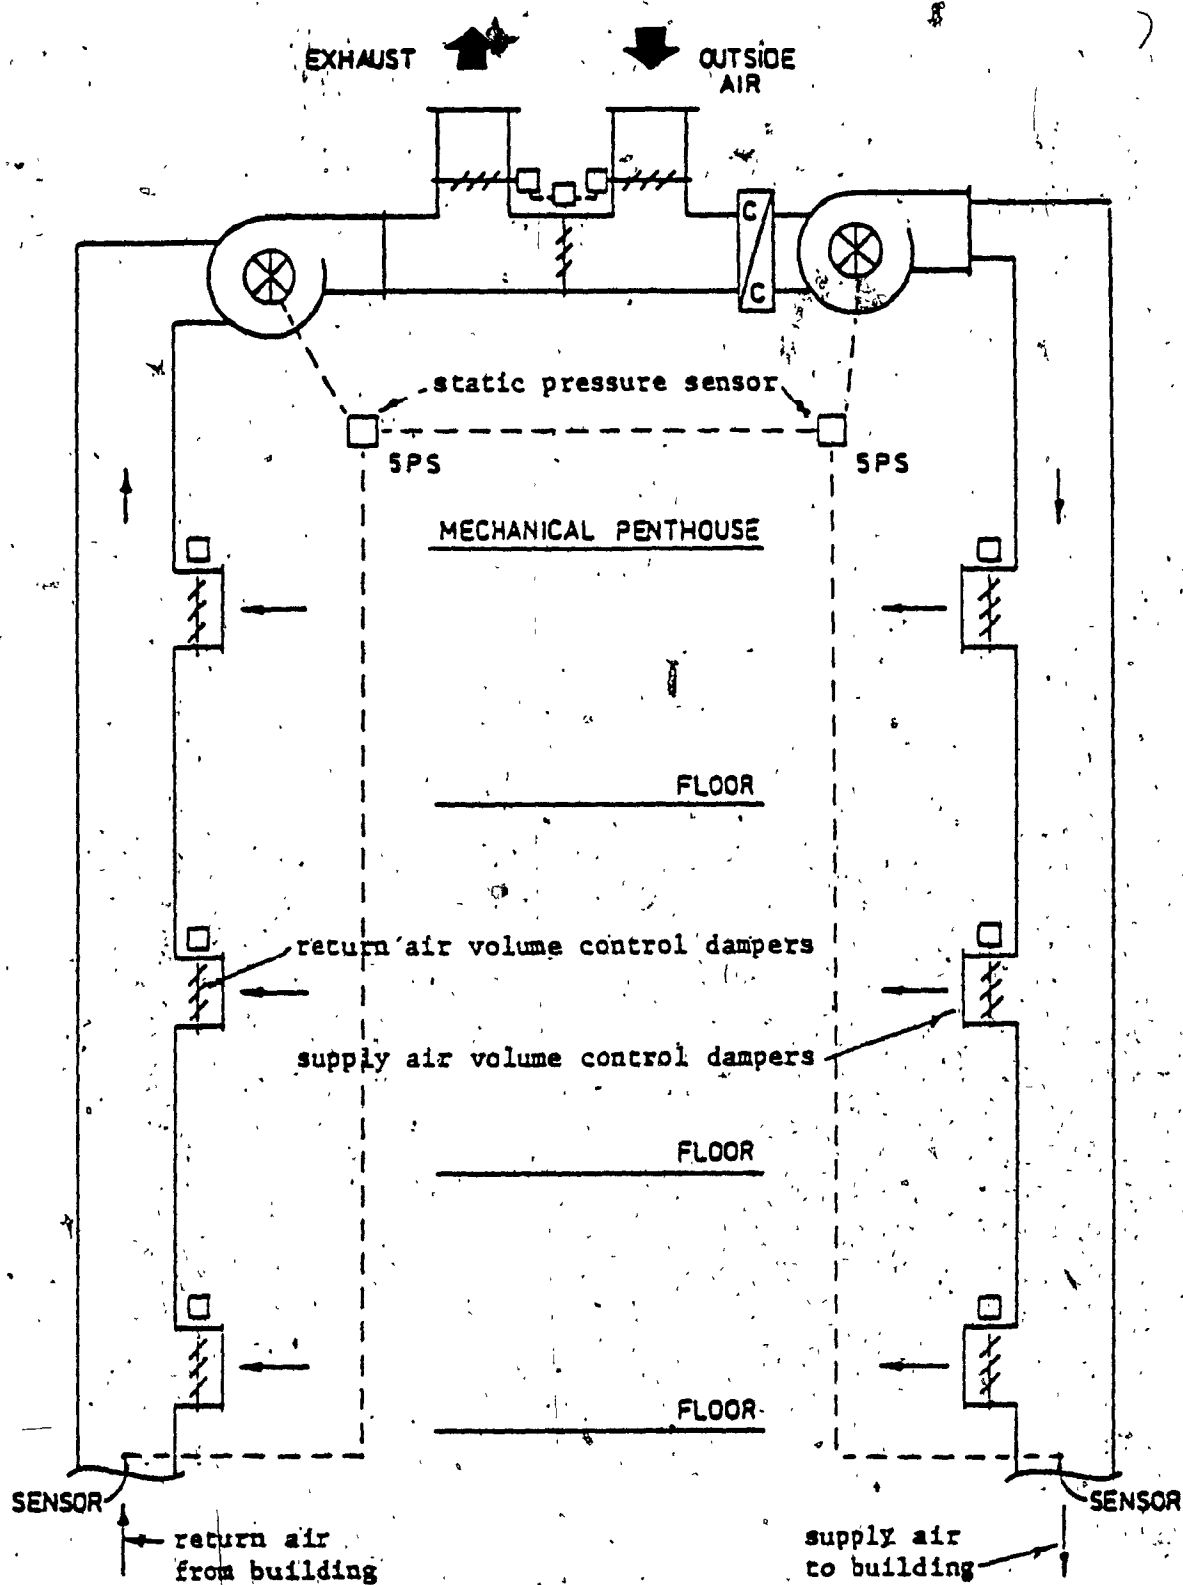 EXHAUST
OUTSIDE
AIR
C
C
static pressure sensor
SPS
SPS
MECHANICAL PENTHOUSE
FLOOR
return air volume control dampers
supply air volume control dampers
FLOOR
FLOOR
SENSOR
SENSOR
return air
from building
supply air
to building